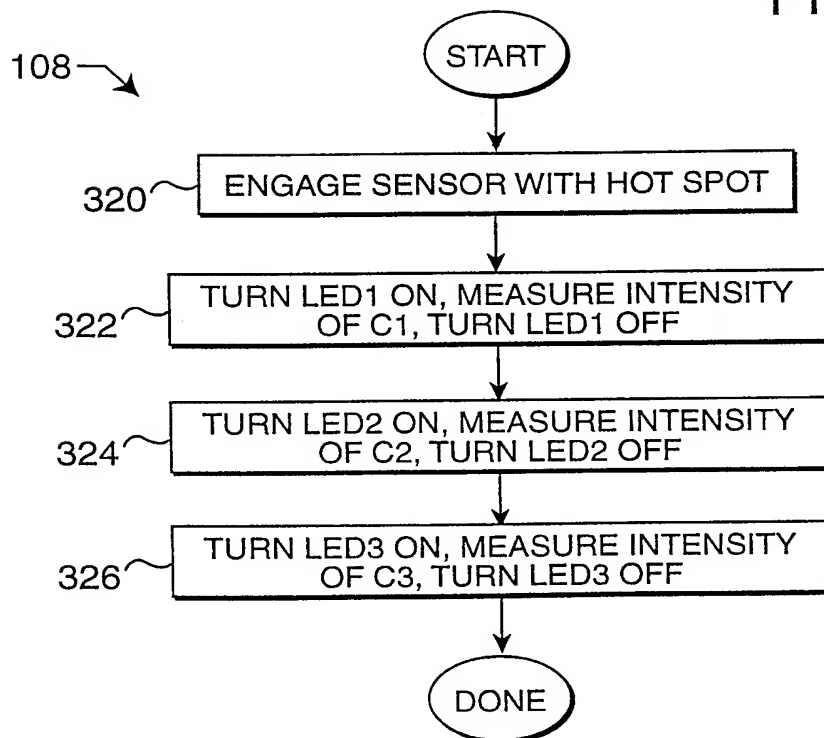 108
START
320
ENGAGE SENSOR WITH HOT SPOT
322
TURN LED1 ON, MEASURE INTENSITY
OF C1, TURN LED1 OFF
324
TURN LED2 ON, MEASURE INTENSITY
OF C2, TURN LED2 OFF
326
TURN LED3 ON, MEASURE INTENSITY
OF C3, TURN LED3 OFF
DONE